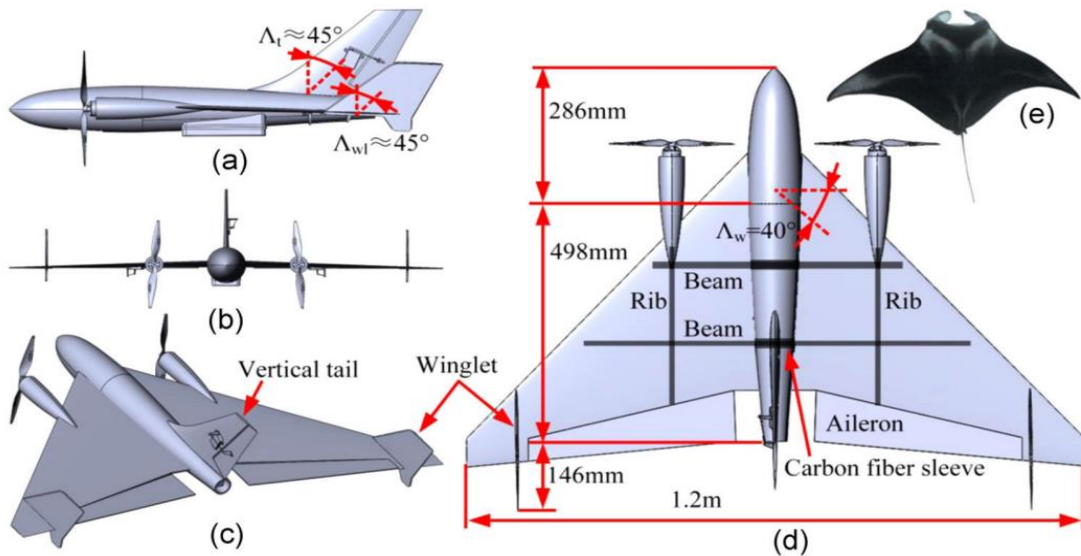 Λt≈45°
Λwl≈45°
(a)
(b)
Vertical tail
Winglet
(c)
286mm
498mm
146mm
Λw=40°
Beam
Rib
Rib
Beam
Aileron
Carbon fiber sleeve
1.2m
(d)
(e)